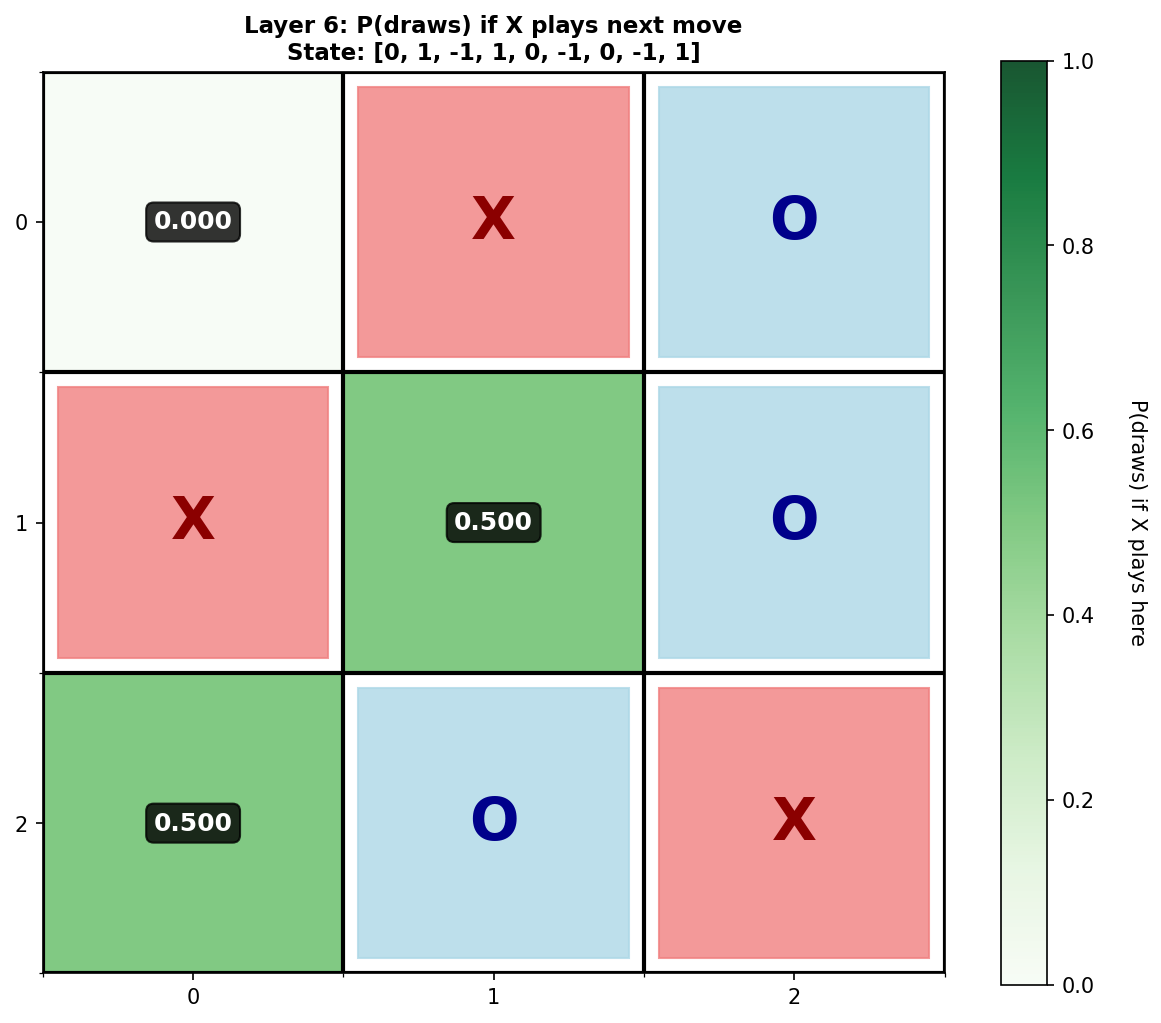 Layer 6: P(draws) if X plays next move
State: [0, 1, -1, 1, 0, -1, 0, -1, 1]
0
0.000
X
O
1
X
0.500
O
2
0.500
O
X
0
1
2
1.0
0.8
0.6
0.4
0.2
0.0
P(draws) if X plays here